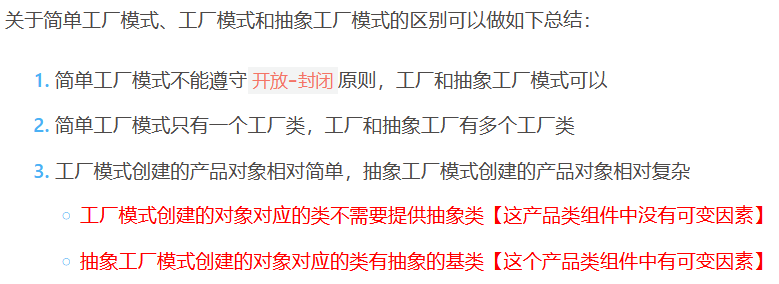 关于简单工厂模式、工厂模式和抽象工厂模式的区别可以做如下总结：
1. 简单工厂模式不能遵守开放-封闭原则，工厂和抽象工厂模式可以
2. 简单工厂模式只有一个工厂类，工厂和抽象工厂有多个工厂类
3. 工厂模式创建的产品对象相对简单，抽象工厂模式创建的产品对象相对复杂
○ 工厂模式创建的对象对应的类不需要提供抽象类【这产品类组件中没有可变因素】
○ 抽象工厂模式创建的对象对应的类有抽象的基类【这个产品类组件中有可变因素】